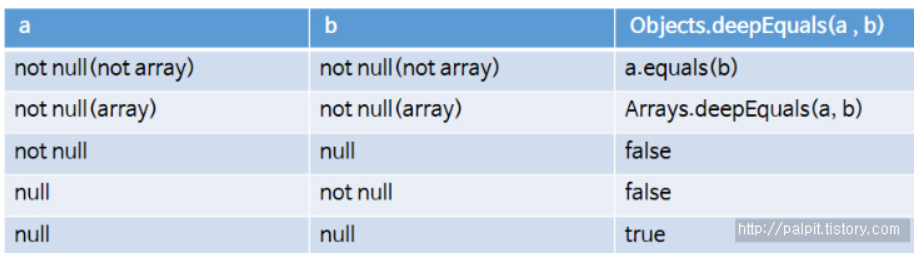 a b Objects.deepEquals(a , b)
not null(not array) not null(not array) a.equals(b)
not null(array) not null(array) Arrays.deepEquals(a, b)
not null null false
null not null false
null null true
http://palpit.tistory.com